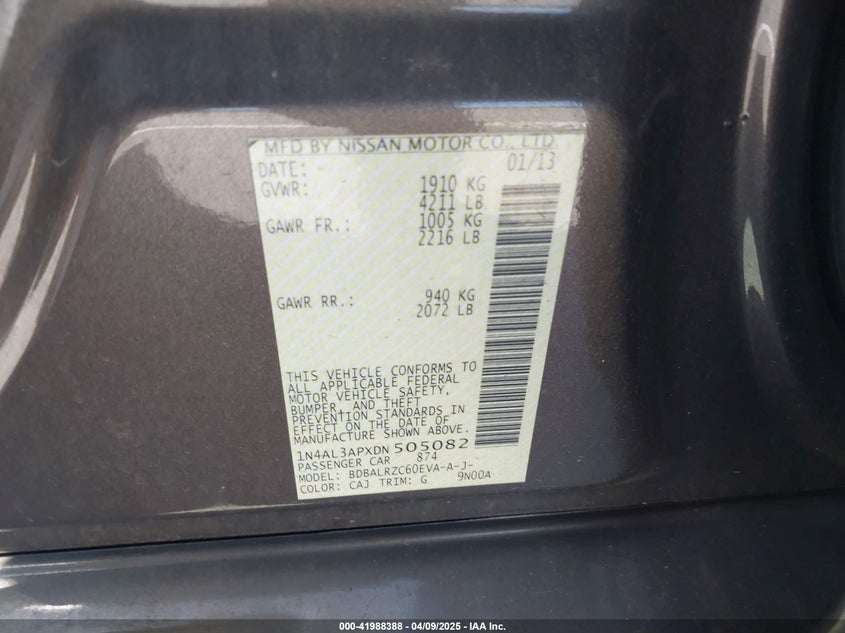 MFD BY NISSAN MOTOR CO., LTD.
DATE: 01/13
GVWR: 1910 KG
4211 LB
GAWR FR.: 1005 KG
2216 LB
GAWR RR.: 940 KG
2072 LB
THIS VEHICLE CONFORMS TO
ALL APPLICABLE FEDERAL
MOTOR VEHICLE SAFETY,
BUMPER, AND THEFT
PREVENTION STANDARDS IN
EFFECT ON THE DATE OF
MANUFACTURE SHOWN ABOVE.
1N4AL3APXDN 505082
PASSENGER CAR 874
MODEL: BDBALRZC60EVA-A-J-
COLOR: CAJ TRIM: G 9N00A
000-41988388 | 04/09/2025 - IAA Inc.